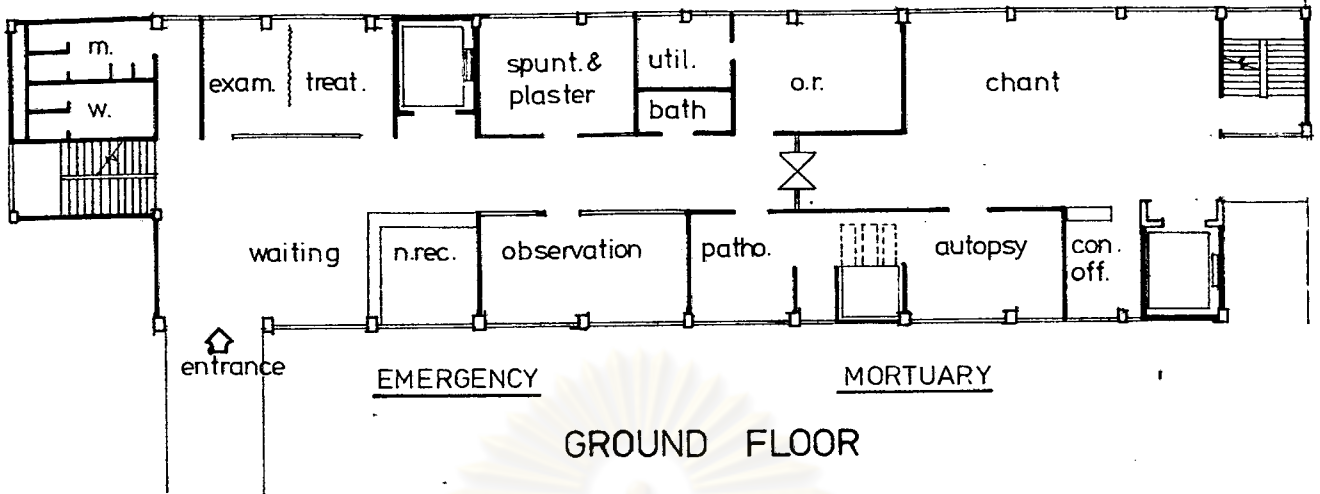 m.
w.
exam.
treat.
spunt. &
plaster
util.
bath
o.r.
chant
waiting
n.rec.
observation
patho.
autopsy
con.
off.
entrance
EMERGENCY
MORTUARY
GROUND FLOOR